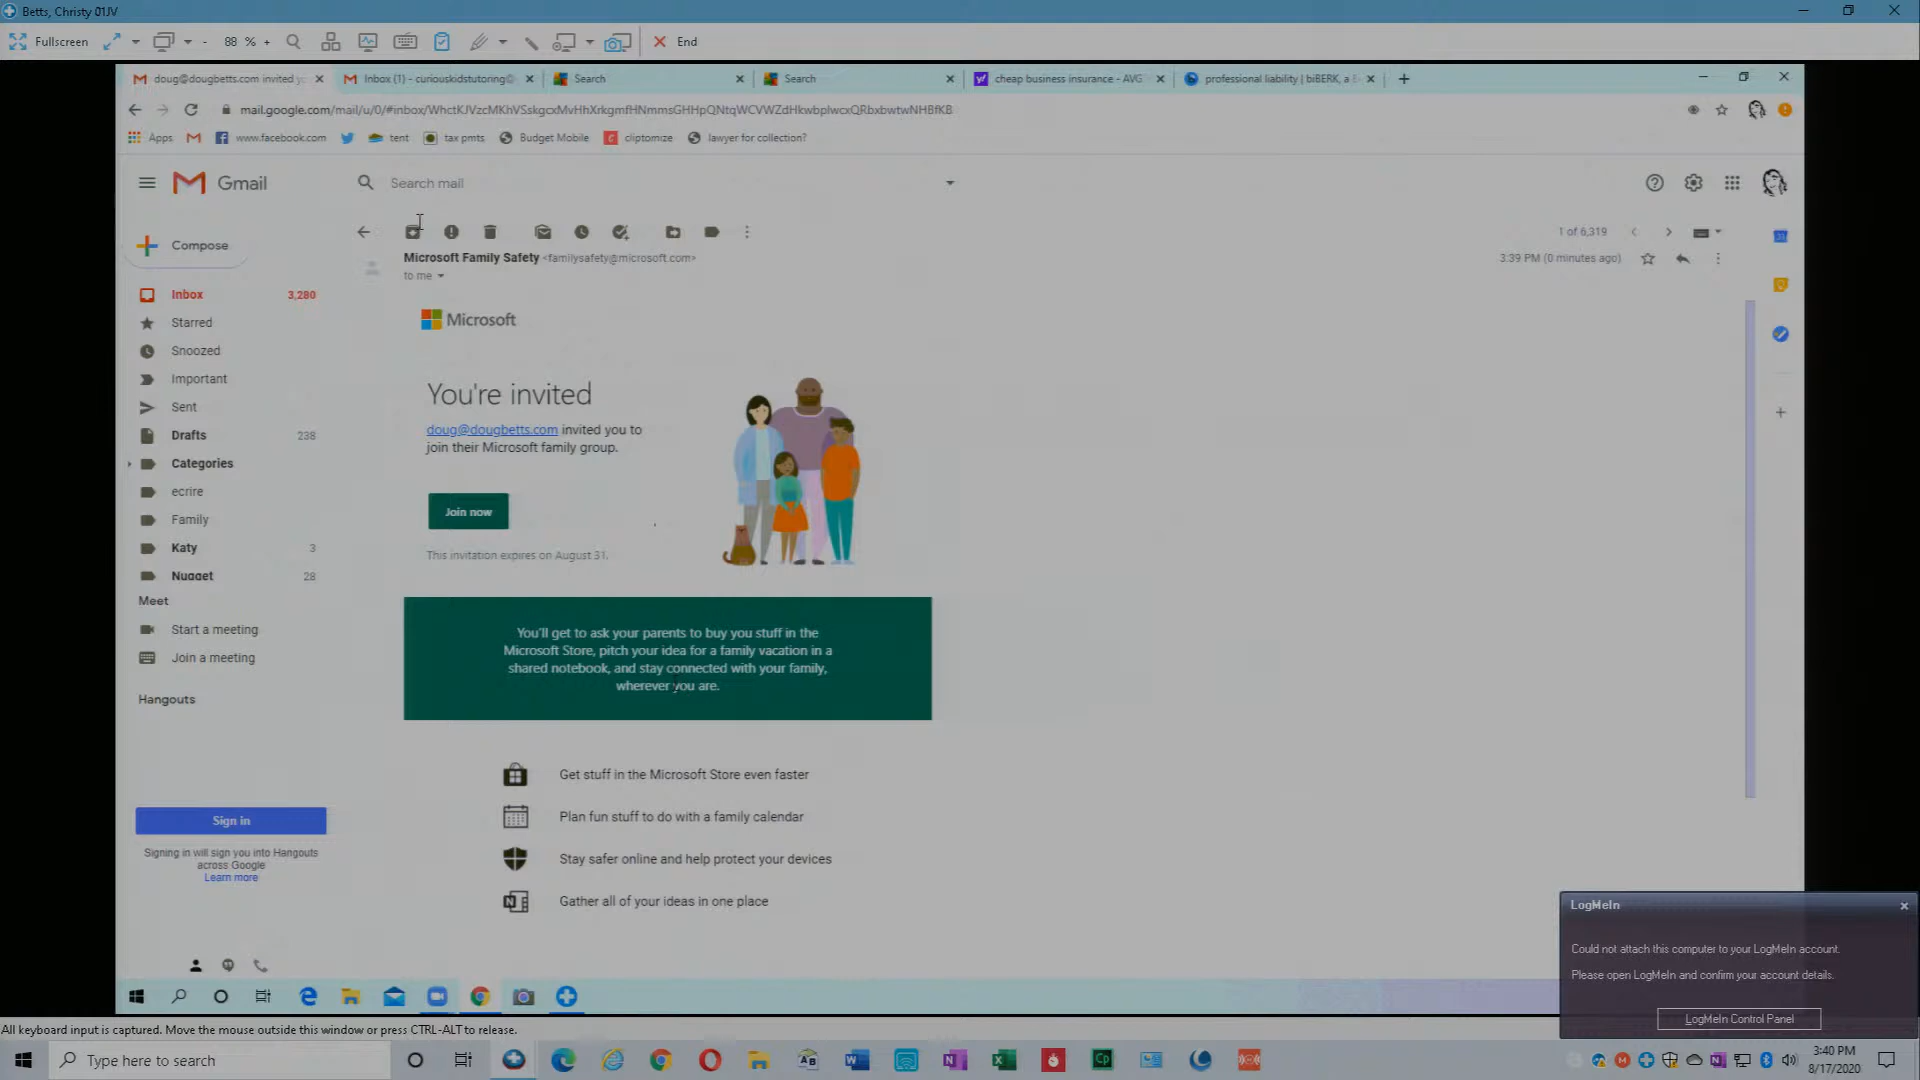 Betts, Christy 01JV
Fullscreen - 88 % + End
doug@dougbetts.com invited y
Inbox (1) - curiouskidstutoring@
Search
Search
cheap business insurance - AVG
professional liability | biBERK, a
mail.google.com/mail/u/0/#inbox/
Apps
www.facebook.com
tent
tax pmts
Budget Mobile
cliptomize
lawyer for collection?
Gmail
Search mail
Compose
1 of 6,319
Microsoft Family Safety <familysafety@microsoft.com>
3:39 PM (0 minutes ago)
to me
Inbox 3,280
Starred
Snoozed
Important
Sent
Drafts 238
Categories
ecrire
Family
Katy 3
Nugget 28
Meet
Start a meeting
Join a meeting
Hangouts
Sign in
Signing in will sign you into Hangouts
across Google
Learn more
Microsoft
You're invited
doug@dougbetts.com invited you to
join their Microsoft family group.
Join now
This invitation expires on August 31.
You'll get to ask your parents to buy you stuff in the
Microsoft Store, pitch your idea for a family vacation in a
shared notebook, and stay connected with your family,
wherever you are.
Get stuff in the Microsoft Store even faster
Plan fun stuff to do with a family calendar
Stay safer online and help protect your devices
Gather all of your ideas in one place
LogMeIn
Could not attach this computer to your LogMeIn account.
Please open LogMeIn and confirm your account details.
LogMeIn Control Panel
All keyboard input is captured. Move the mouse outside this window or press CTRL-ALT to release.
Type here to search
3:40 PM
8/17/2020